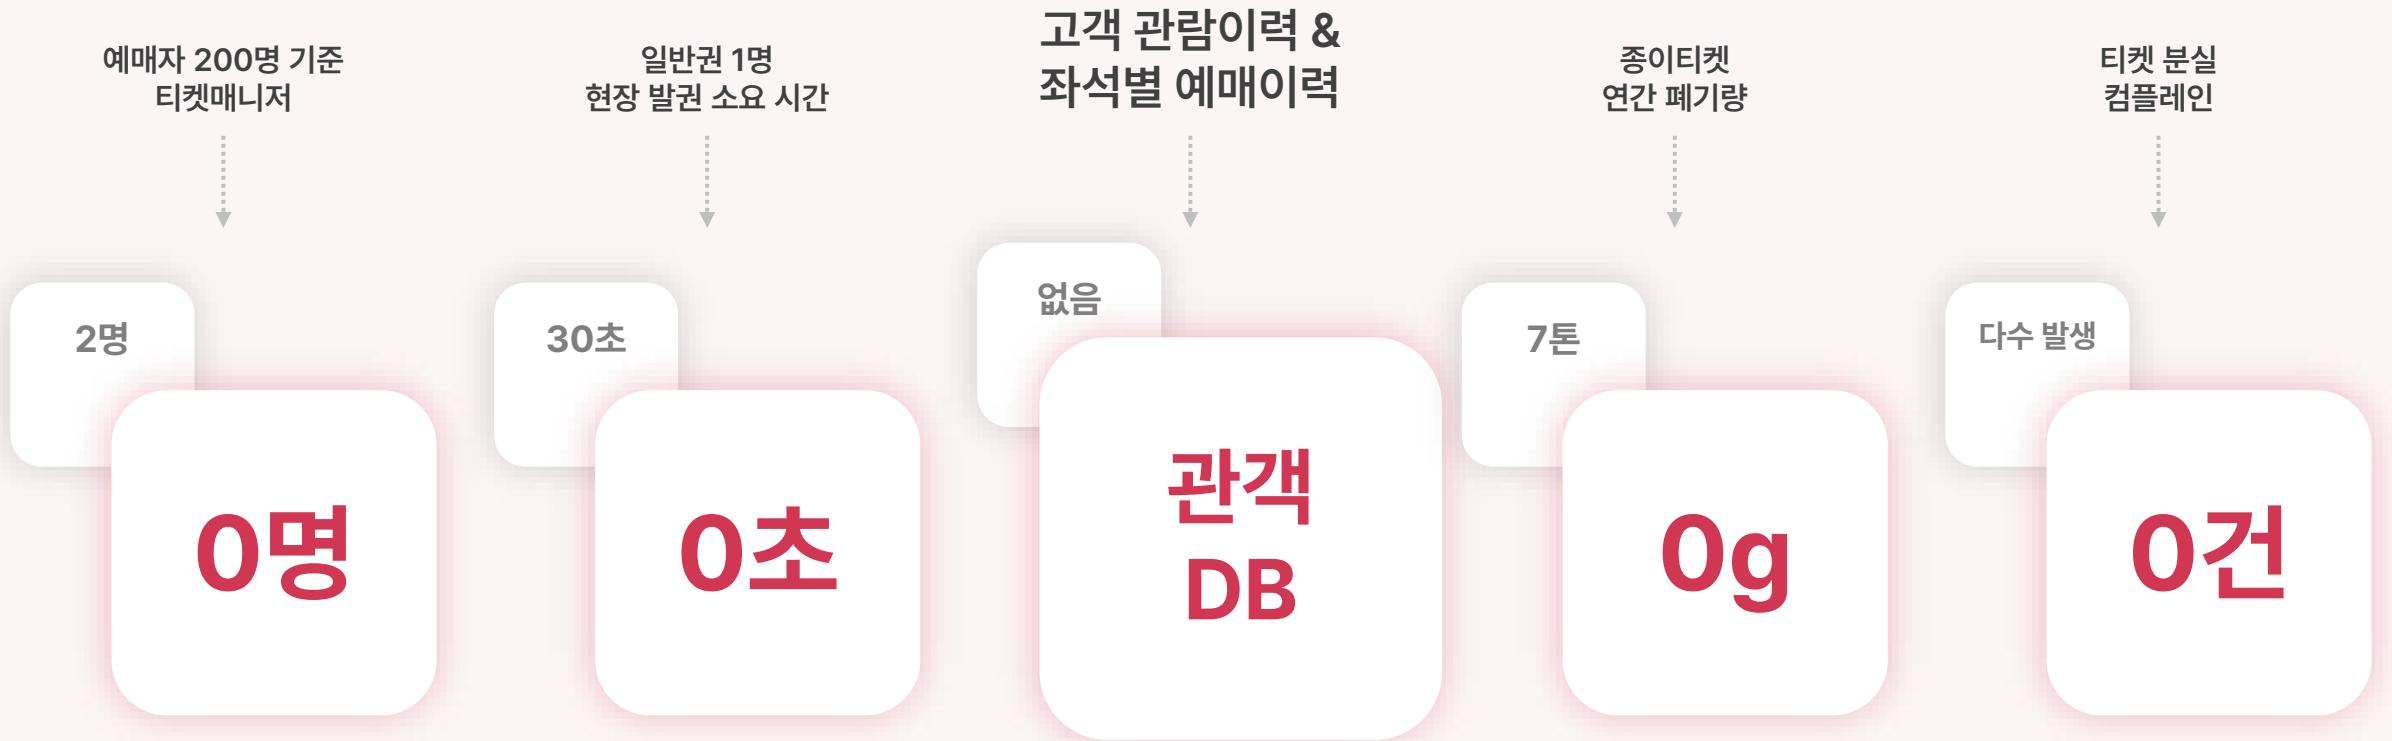 예매자 200명 기준
티켓매니저
2명
0명
일반권 1명
현장 발권 소요 시간
30초
0초
고객 관람이력 &
좌석별 예매이력
없음
관객
DB
종이티켓
연간 폐기량
7톤
0g
티켓 분실
컴플레인
다수 발생
0건